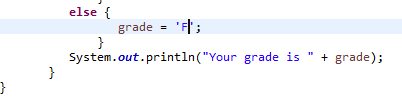 else {
grade = 'F';
}
System.out.println("Your grade is " + grade);
}
}